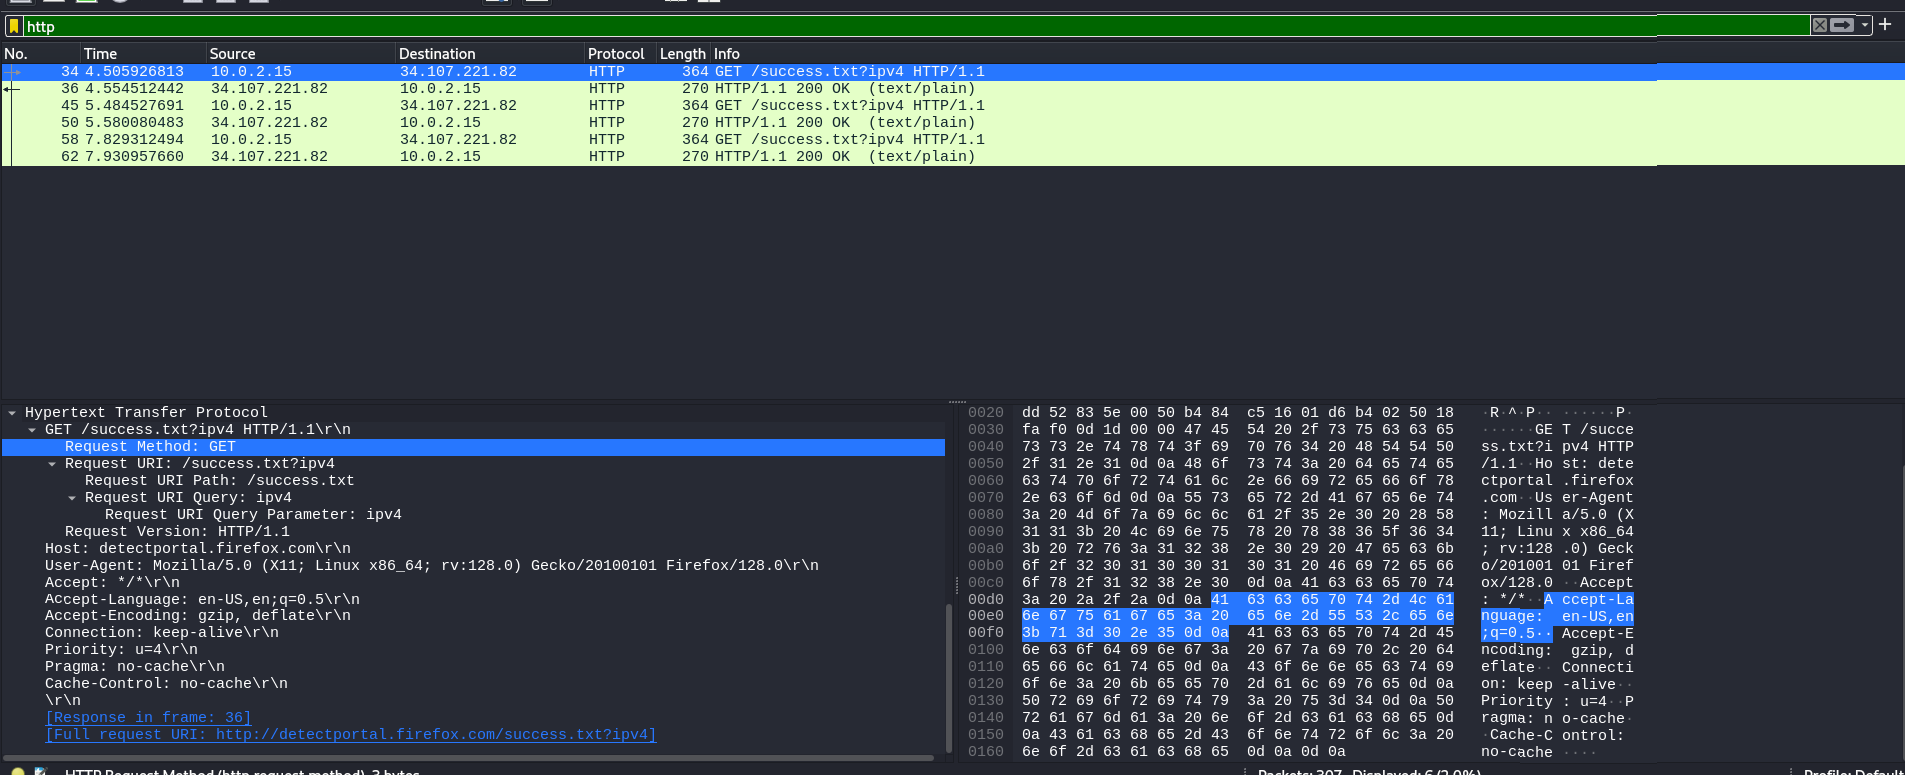 http
No. Time Source Destination Protocol Length Info
34 4.505926813 10.0.2.15 34.107.221.82 HTTP 364 GET /success.txt?ipv4 HTTP/1.1
36 4.554512442 34.107.221.82 10.0.2.15 HTTP 270 HTTP/1.1 200 OK (text/plain)
45 5.484527691 10.0.2.15 34.107.221.82 HTTP 364 GET /success.txt?ipv4 HTTP/1.1
50 5.580080483 34.107.221.82 10.0.2.15 HTTP 270 HTTP/1.1 200 OK (text/plain)
58 7.829312494 10.0.2.15 34.107.221.82 HTTP 364 GET /success.txt?ipv4 HTTP/1.1
62 7.930957660 34.107.221.82 10.0.2.15 HTTP 270 HTTP/1.1 200 OK (text/plain)
Hypertext Transfer Protocol
GET /success.txt?ipv4 HTTP/1.1\r\n
Request Method: GET
Request URI: /success.txt?ipv4
Request URI Path: /success.txt
Request URI Query: ipv4
Request URI Query Parameter: ipv4
Request Version: HTTP/1.1
Host: detectportal.firefox.com\r\n
User-Agent: Mozilla/5.0 (X11; Linux x86_64; rv:128.0) Gecko/20100101 Firefox/128.0\r\n
Accept: */*\r\n
Accept-Language: en-US,en;q=0.5\r\n
Accept-Encoding: gzip, deflate\r\n
Connection: keep-alive\r\n
Priority: u=4\r\n
Pragma: no-cache\r\n
Cache-Control: no-cache\r\n
\r\n
[Response in frame: 36]
[Full request URI: http://detectportal.firefox.com/success.txt?ipv4]
0020 dd 52 83 5e 00 50 b4 84 c5 16 01 d6 b4 02 50 18 ·R·^·P·· ······P·
0030 fa f0 0d 1d 00 00 47 45 54 20 2f 73 75 63 63 65 ······GE T /succe
0040 73 73 2e 74 78 74 3f 69 70 76 34 20 48 54 54 50 ss.txt?i pv4 HTTP
0050 2f 31 2e 31 0d 0a 48 6f 73 74 3a 20 64 65 74 65 /1.1··Ho st: dete
0060 63 74 70 6f 72 74 61 6c 2e 66 69 72 65 66 6f 78 ctportal .firefox
0070 2e 63 6f 6d 0d 0a 55 73 65 72 2d 41 67 65 6e 74 .com··Us er-Agent
0080 3a 20 4d 6f 7a 69 6c 6c 61 2f 35 2e 30 20 28 58 : Mozill a/5.0 (X
0090 31 31 3b 20 4c 69 6e 75 78 20 78 38 36 5f 36 34 11; Linu x x86_64
00a0 3b 20 72 76 3a 31 32 38 2e 30 29 20 47 65 63 6b ; rv:128 .0) Geck
00b0 6f 2f 32 30 31 30 30 31 30 31 20 46 69 72 65 66 o/201001 01 Firef
00c0 6f 78 2f 31 32 38 2e 30 0d 0a 41 63 63 65 70 74 ox/128.0 ··Accept
00d0 3a 20 2a 2f 2a 0d 0a 41 63 63 65 70 74 2d 4c 61 : */*··A ccept-La
00e0 6e 67 75 61 67 65 3a 20 65 6e 2d 55 53 2c 65 6e nguage: en-US,en
00f0 3b 71 3d 30 2e 35 0d 0a 41 63 63 65 70 74 2d 45 ;q=0.5·· Accept-E
0100 6e 63 6f 64 69 6e 67 3a 20 67 7a 69 70 2c 20 64 ncoding: gzip, d
0110 65 66 6c 61 74 65 0d 0a 43 6f 6e 6e 65 63 74 69 eflate·· Connecti
0120 6f 6e 3a 20 6b 65 65 70 2d 61 6c 69 76 65 0d 0a on: keep -alive··
0130 50 72 69 6f 72 69 74 79 3a 20 75 3d 34 0d 0a 50 Priority : u=4··P
0140 72 61 67 6d 61 3a 20 6e 6f 2d 63 61 63 68 65 0d ragma: n o-cache·
0150 0a 43 61 63 68 65 2d 43 6f 6e 74 72 6f 6c 3a 20 ·Cache-C ontrol:
0160 6e 6f 2d 63 61 63 68 65 0d 0a 0d 0a no-cache ····
HTTP Request Method (http.request.method), 3 bytes
Packets: 307 · Displayed: 6 (2.0%)
Profile: Default